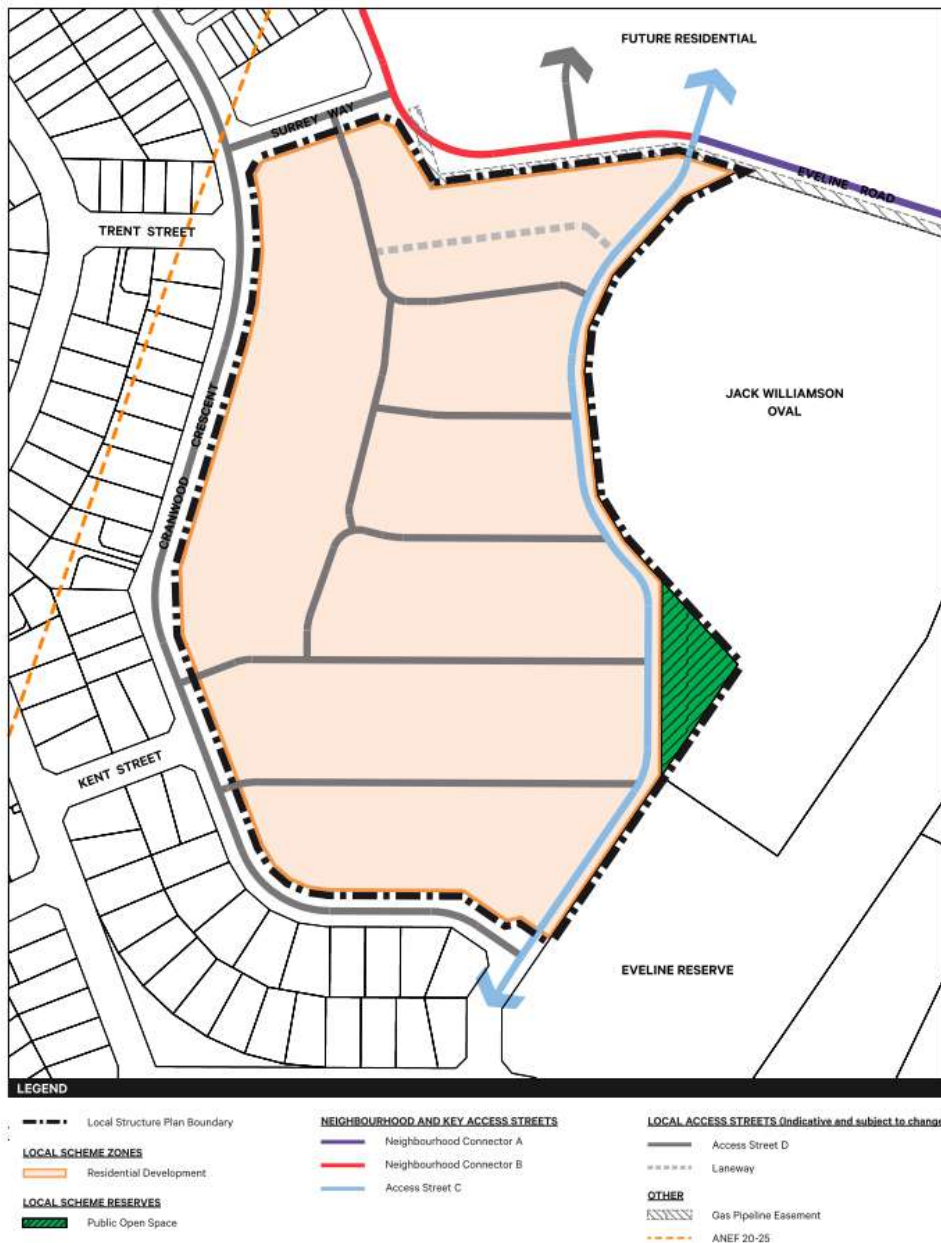 FUTURE RESIDENTIAL
SURREY WAY
EVELINE ROAD
TRENT STREET
JACK WILLIAMSON
OVAL
CRANWOOD CRESCENT
KENT STREET
EVELINE RESERVE
LEGEND
Local Structure Plan Boundary
LOCAL SCHEME ZONES
Residential Development
LOCAL SCHEME RESERVES
Public Open Space
NEIGHBOURHOOD AND KEY ACCESS STREETS
Neighbourhood Connector A
Neighbourhood Connector B
Access Street C
LOCAL ACCESS STREETS (Indicative and subject to change
Access Street D
Laneway
OTHER
Gas Pipeline Easement
ANEF 20-25